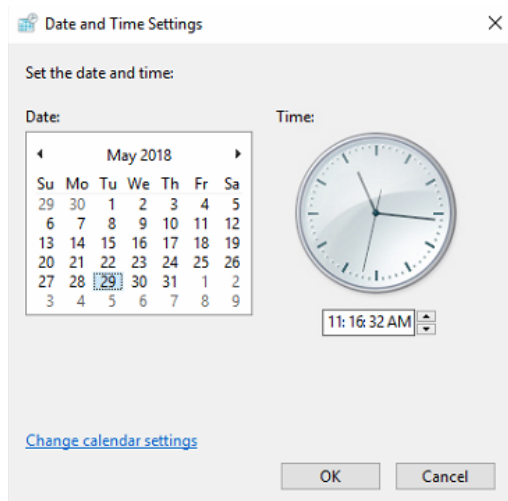 Date and Time Settings
Set the date and time:
Date:
Time:
May 2018
Su Mo Tu We Th Fr Sa
29 30 1 2 3 4 5
6 7 8 9 10 11 12
13 14 15 16 17 18 19
20 21 22 23 24 25 26
27 28 29 30 31 1 2
3 4 5 6 7 8 9
11:16:32 AM
Change calendar settings
OK
Cancel